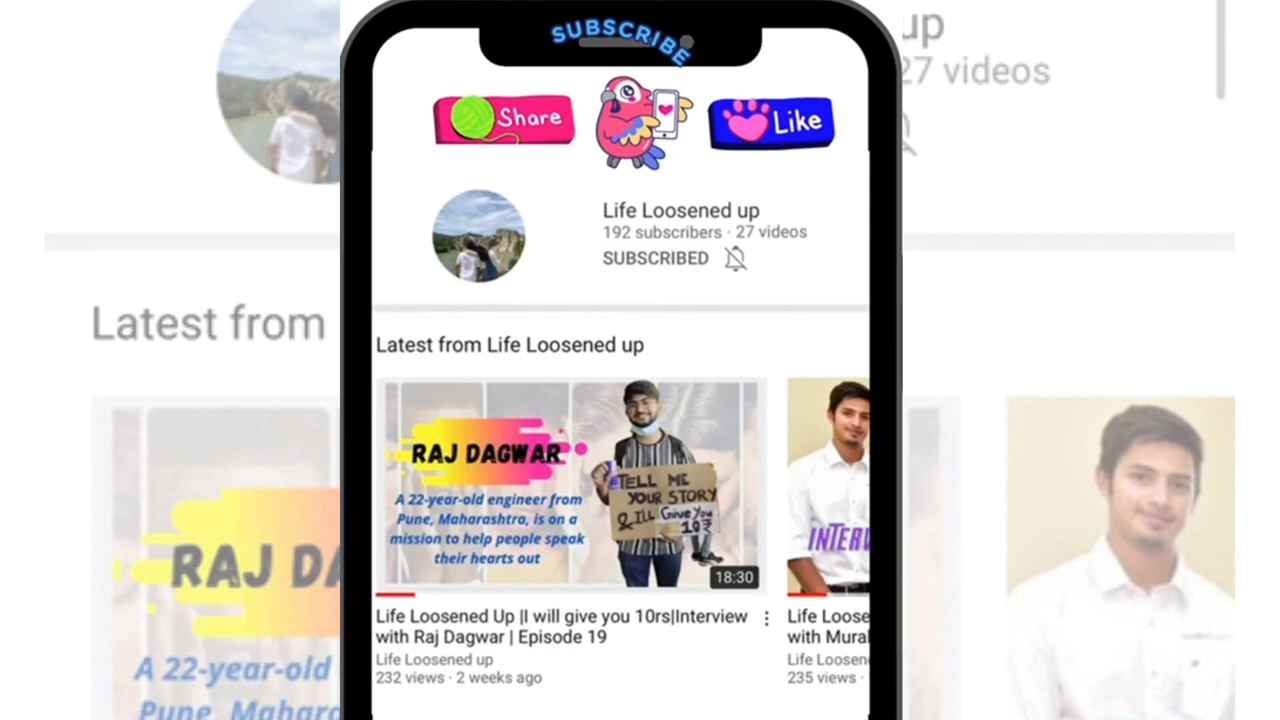 SUBSCRIBE
Share
Like
up
27 videos
Life Loosened up
192 subscribers · 27 videos
SUBSCRIBED
Latest from
Latest from Life Loosened up
RAJ DAGWAR
A 22-year-old engineer from
Pune, Maharashtra, is on a
mission to help people speak
their hearts out
TELL ME
YOUR STORY
& ILL Give You
10₹
18:30
INTERV
Life Loosened Up |I will give you 10rs|Interview
with Raj Dagwar | Episode 19
Life Loosened up
232 views · 2 weeks ago
Life Loose
with Mural
Life Loosen
235 views ·
RAJ DA
A 22-year-old
Pune, Mahara